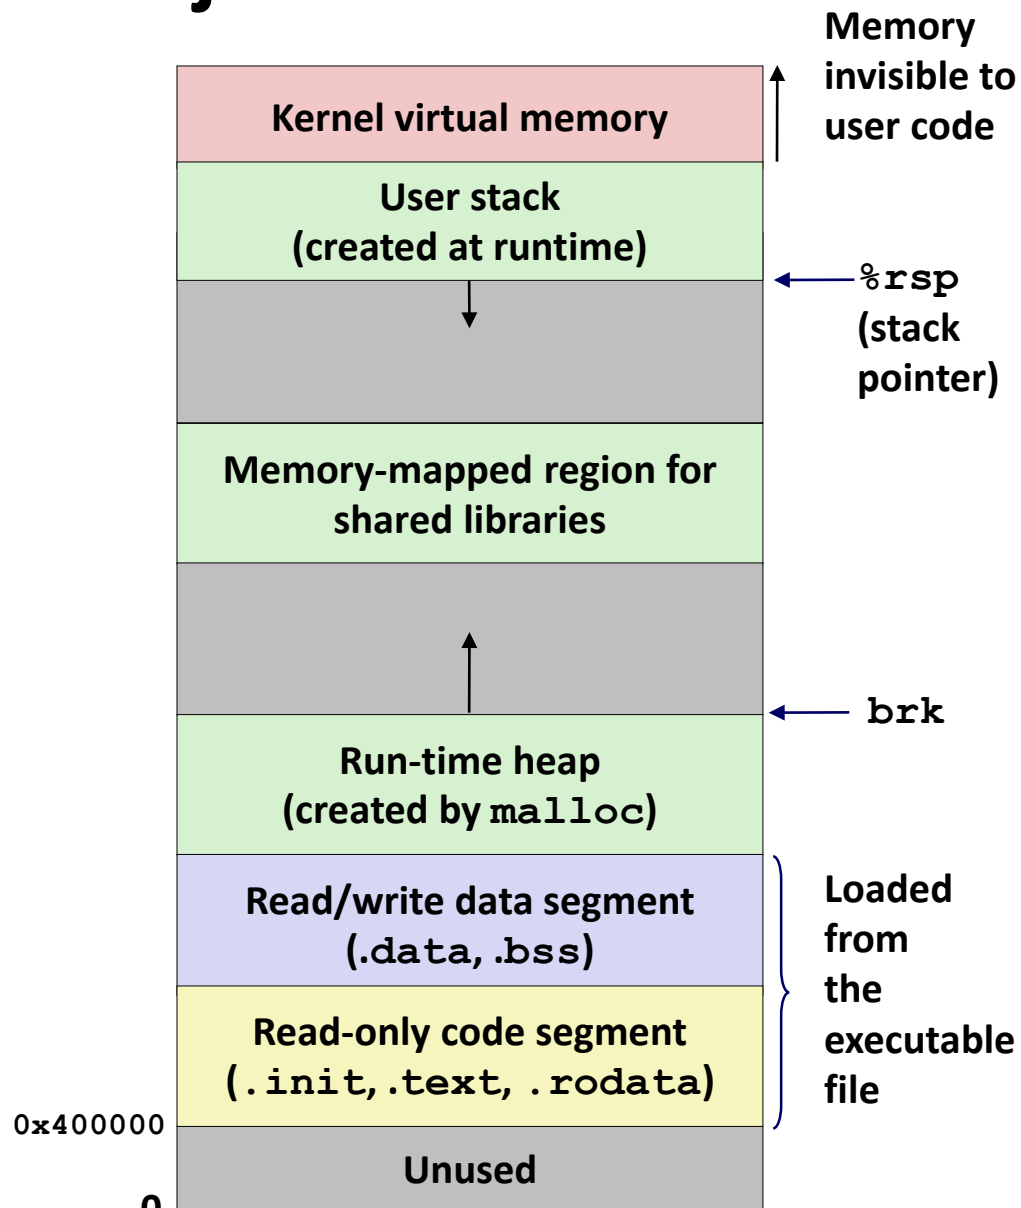 Memory
invisible to
user code
Kernel virtual memory
User stack
(created at runtime)
%rsp
(stack
pointer)
Memory-mapped region for
shared libraries
brk
Run-time heap
(created by malloc)
Read/write data segment
(.data, .bss)
Loaded
from
the
executable
file
Read-only code segment
(.init, .text, .rodata)
0x400000
Unused
0